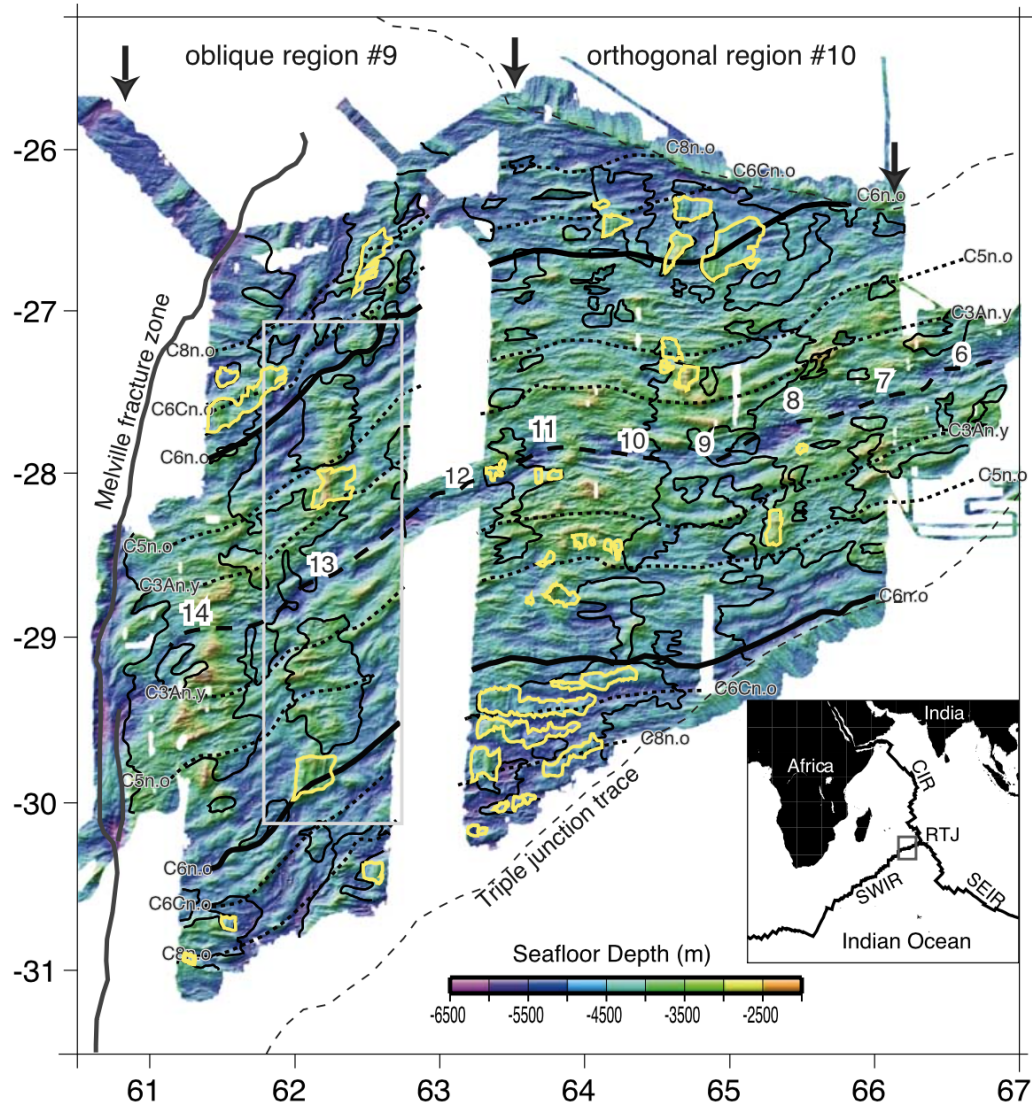 oblique region #9
orthogonal region #10
-26
-27
-28
-29
-30
-31
61
62
63
64
65
66
67
Melville fracture zone
C8n.o
C6Cn.o
C6n.o
C5n.o
C3An.y
C3An.y
C5n.o
C6n.o
C6Cn.o
C8n.o
C8n.o
C6Cn.o
C6n.o
C5n.o
C3An.y
C3An.y
C5n.o
C6n.o
C6Cn.o
C8n.o
6
7
8
9
10
11
12
13
14
Triple junction trace
Seafloor Depth (m)
-6500
-5500
-4500
-3500
-2500
India
Africa
CIR
RTJ
SWIR
SEIR
Indian Ocean